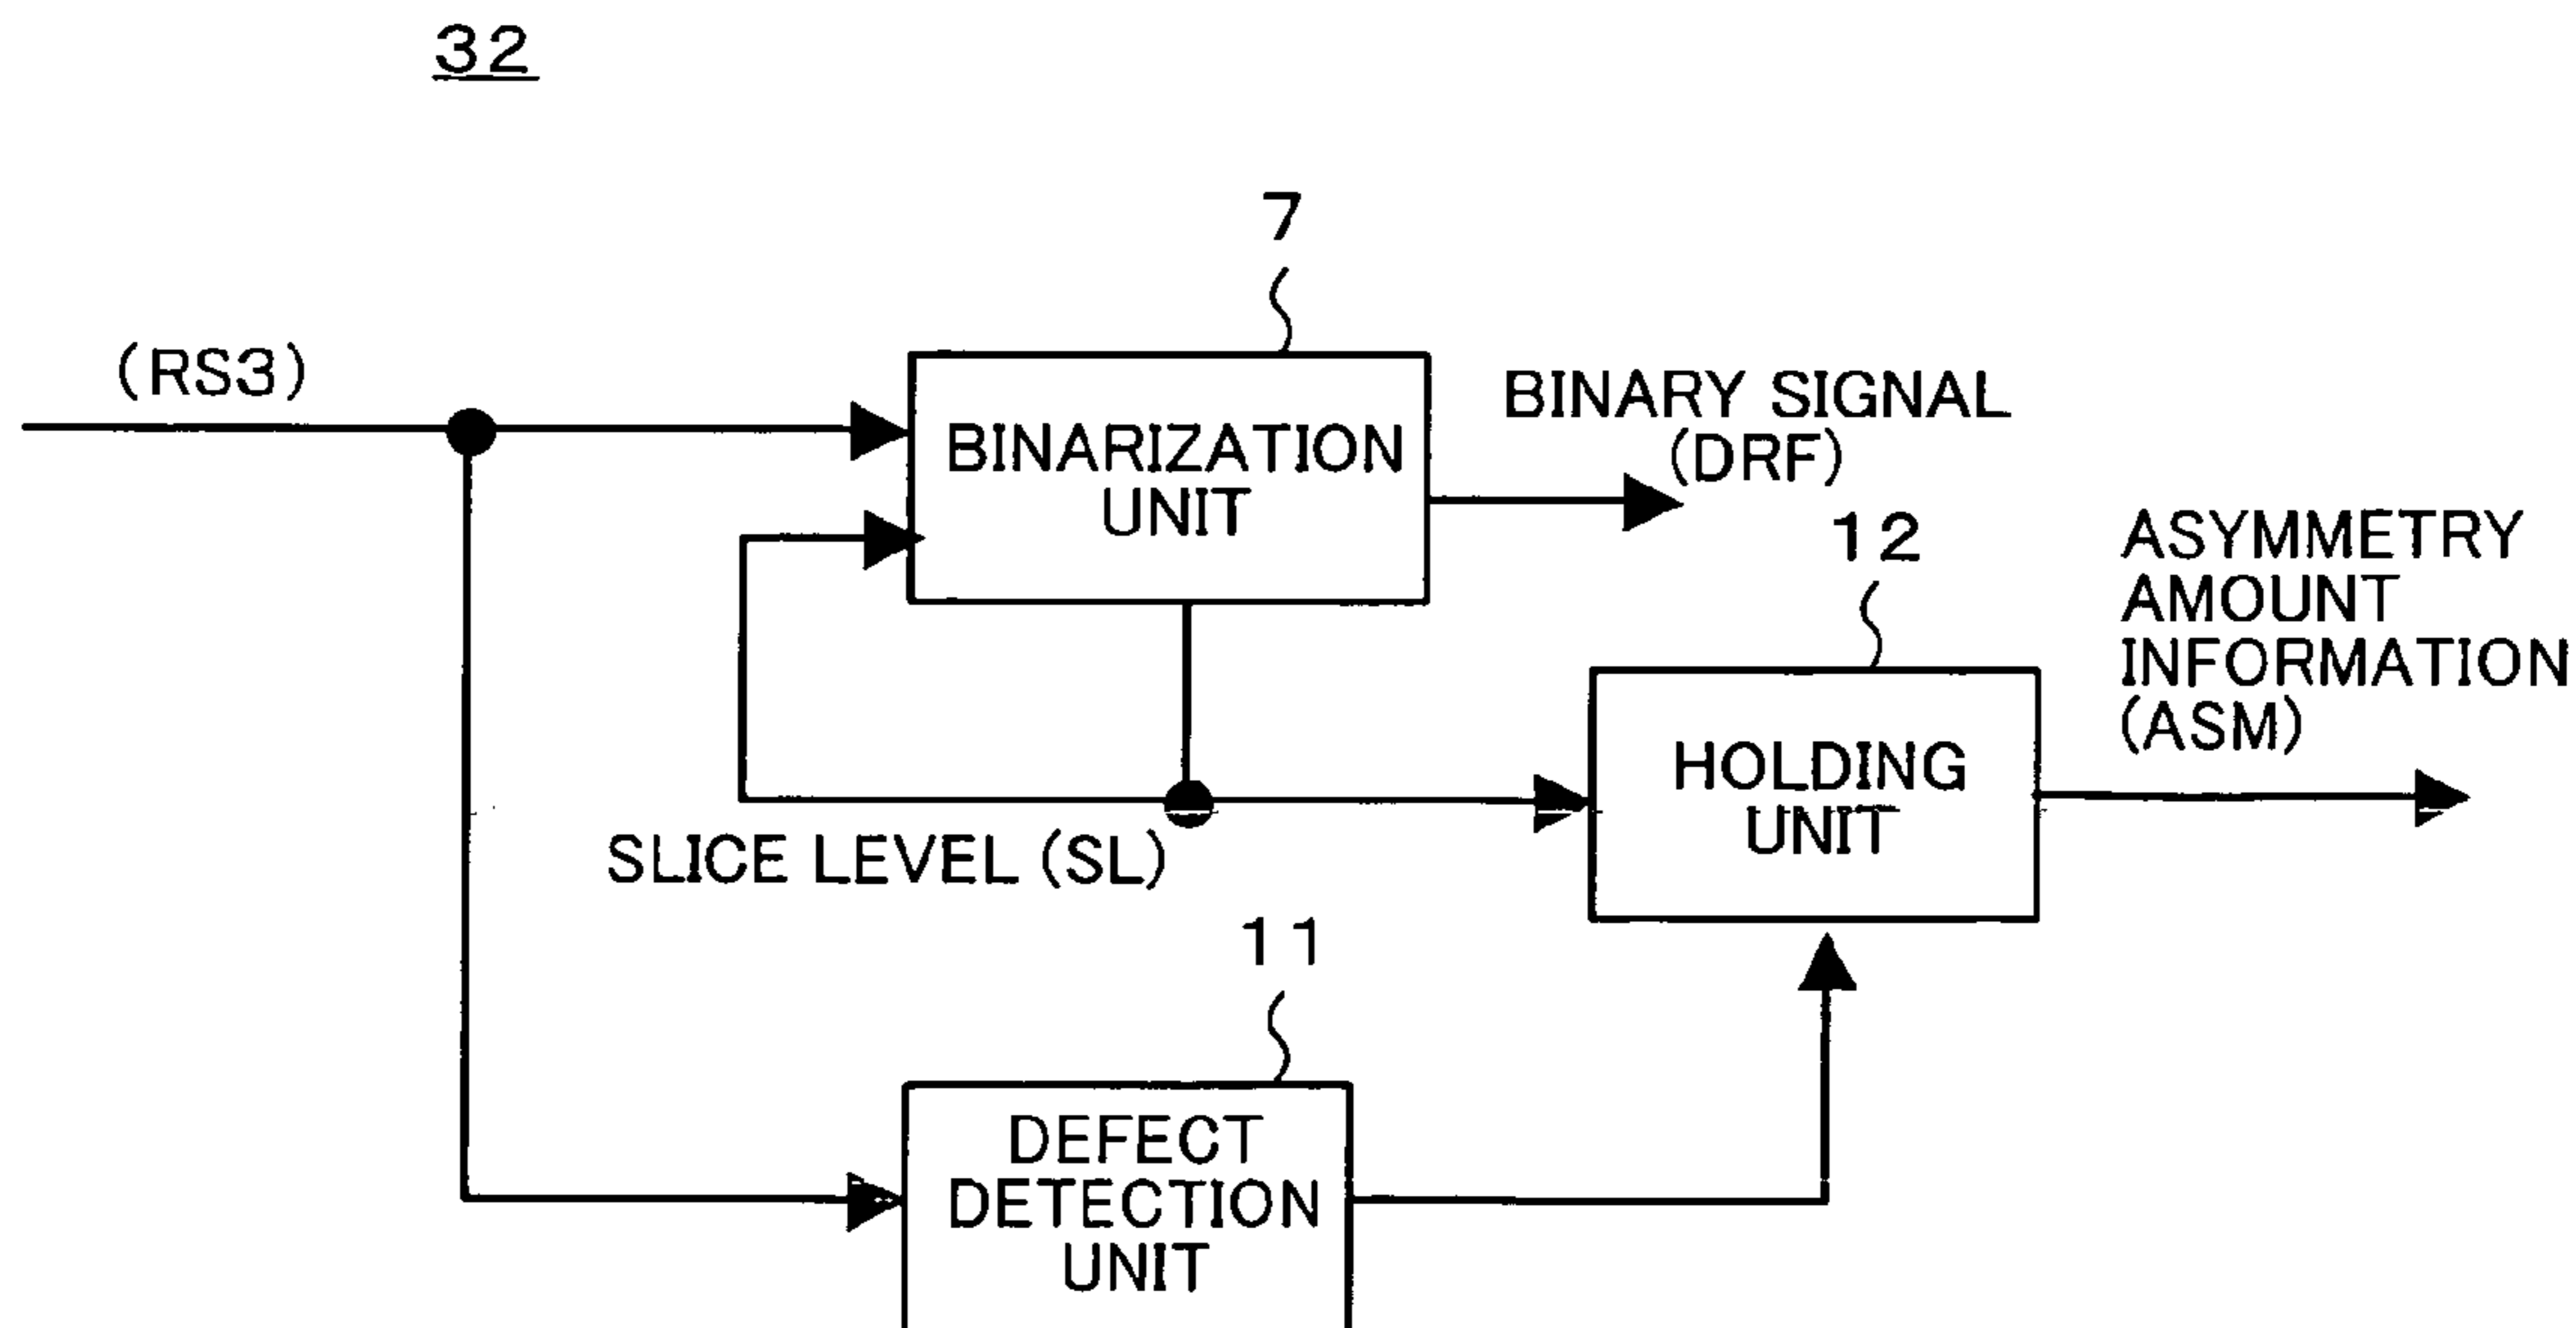 32
7
(RS3)
BINARIZATION
UNIT
BINARY SIGNAL
(DRF)
12
ASYMMETRY
AMOUNT
INFORMATION
(ASM)
HOLDING
UNIT
SLICE LEVEL (SL)
11
DEFECT
DETECTION
UNIT